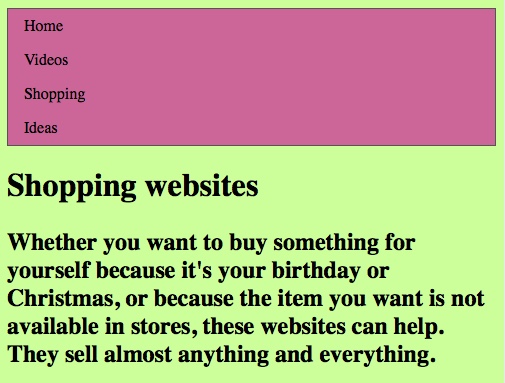 Home
Videos
Shopping
Ideas
Shopping websites
Whether you want to buy something for
yourself because it's your birthday or
Christmas, or because the item you want is not
available in stores, these websites can help.
They sell almost anything and everything.